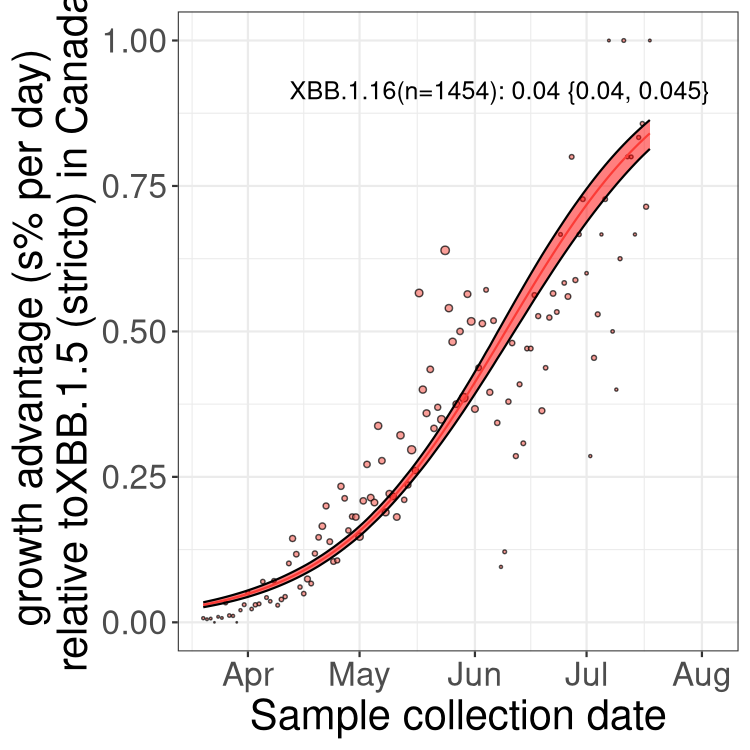 growth advantage (s% per day)
relative toXBB.1.5 (stricto) in Canada
1.00
0.75
0.50
0.25
0.00
XBB.1.16(n=1454): 0.04 {0.04, 0.045}
Apr May Jun Jul Aug
Sample collection date